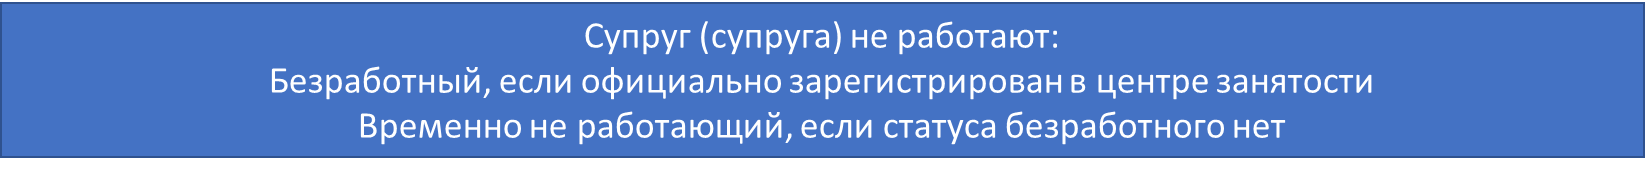 Супруг (супруга) не работают:
Безработный, если официально зарегистрирован в центре занятости
Временно не работающий, если статуса безработного нет